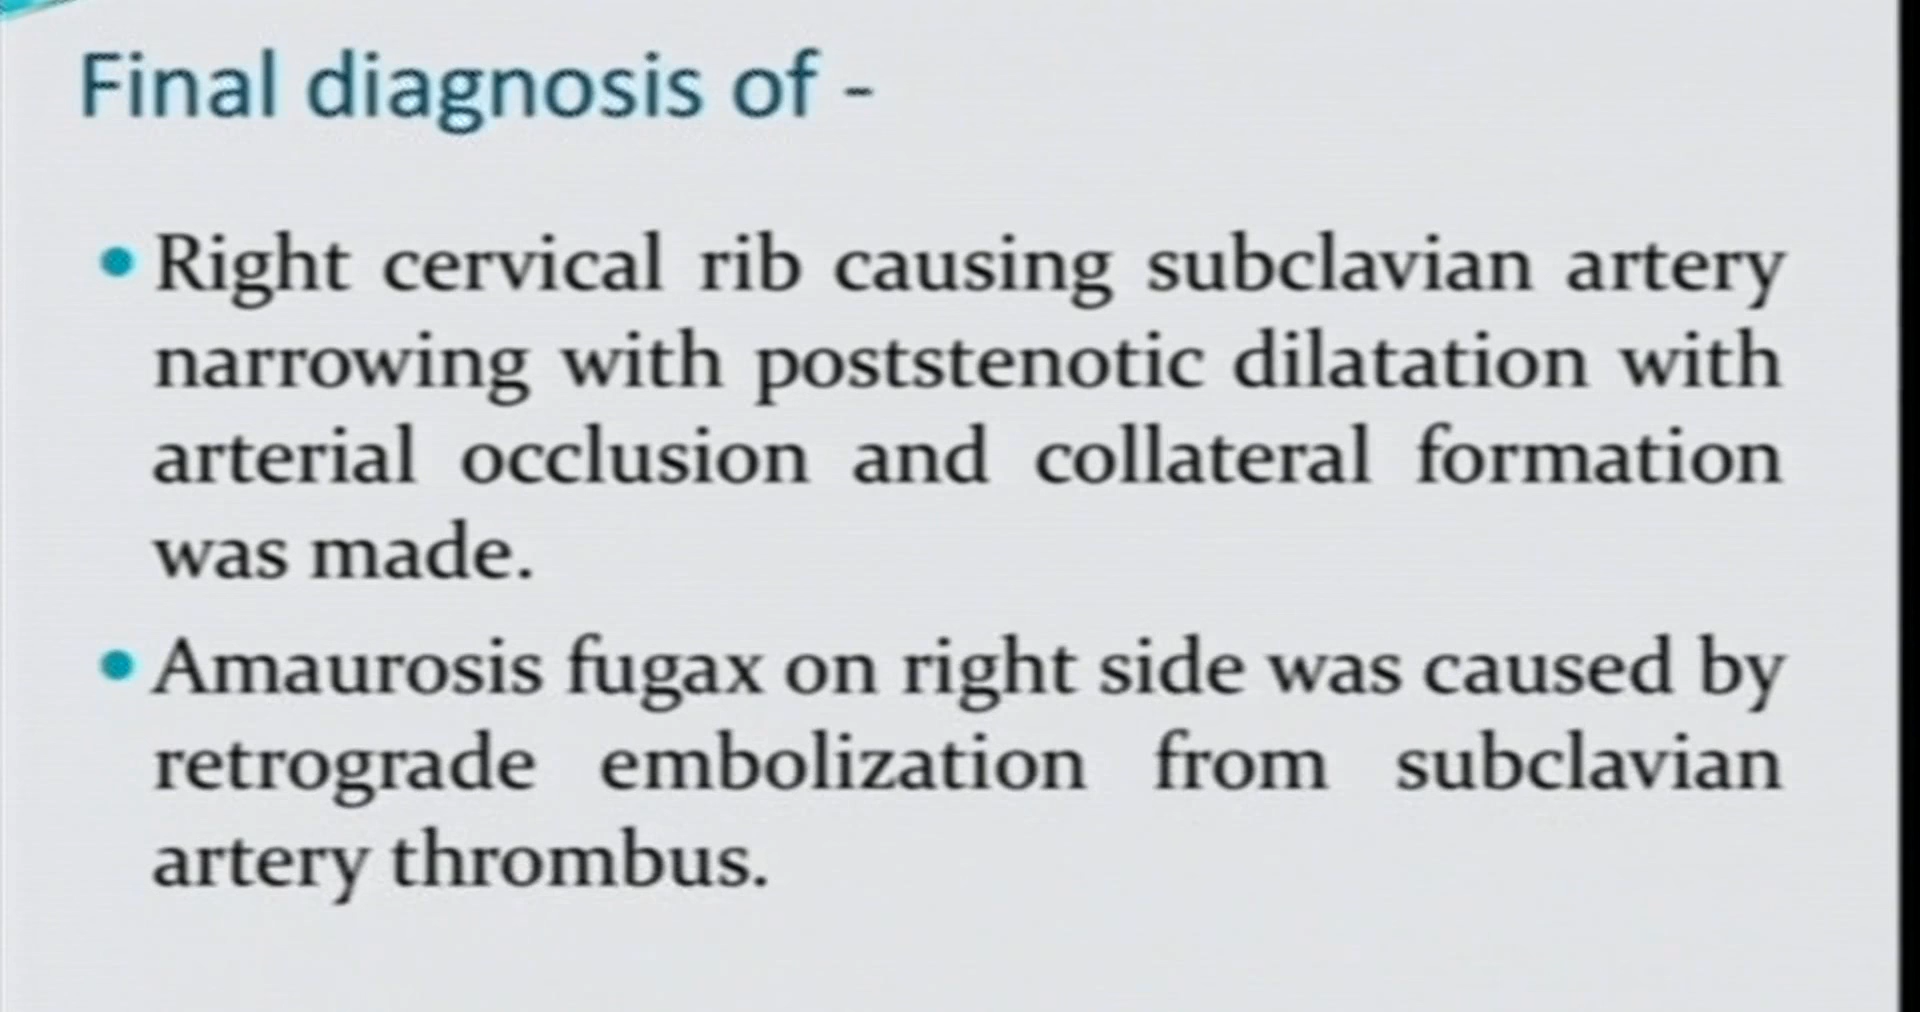 Final diagnosis of -
Right cervical rib causing subclavian artery
narrowing with poststenotic dilatation with
arterial occlusion and collateral formation
was made.
Amaurosis fugax on right side was caused by
retrograde embolization from subclavian
artery thrombus.